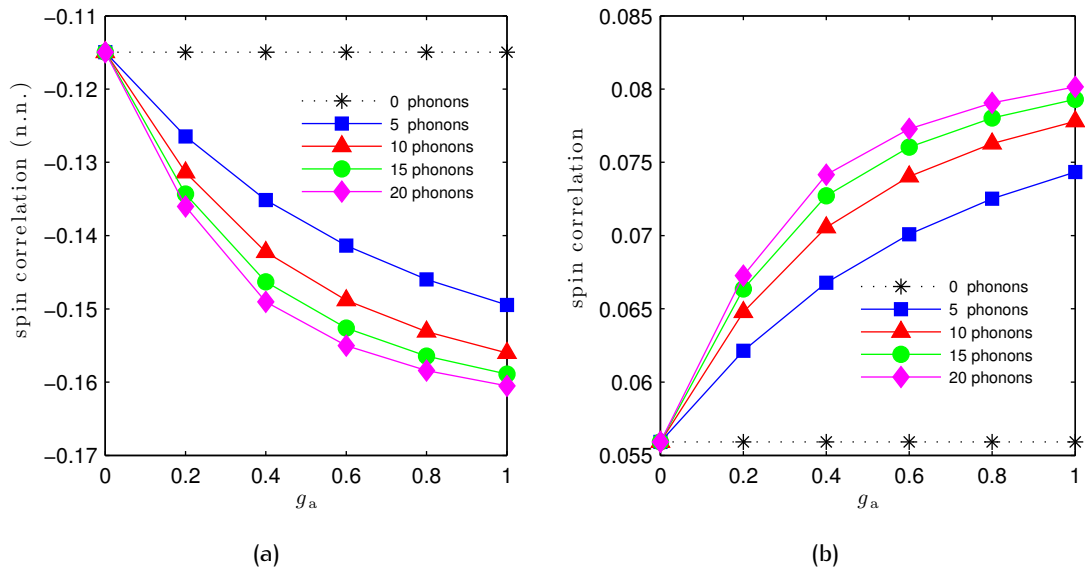 −0.11
−0.12
−0.13
−0.14
−0.15
−0.16
−0.17
spin correlation (n.n.)
0 phonons
5 phonons
10 phonons
15 phonons
20 phonons
0 0.2 0.4 0.6 0.8 1
g_a
(a)
0.085
0.08
0.075
0.07
0.065
0.06
0.055
spin correlation
0 phonons
5 phonons
10 phonons
15 phonons
20 phonons
0 0.2 0.4 0.6 0.8 1
g_a
(b)